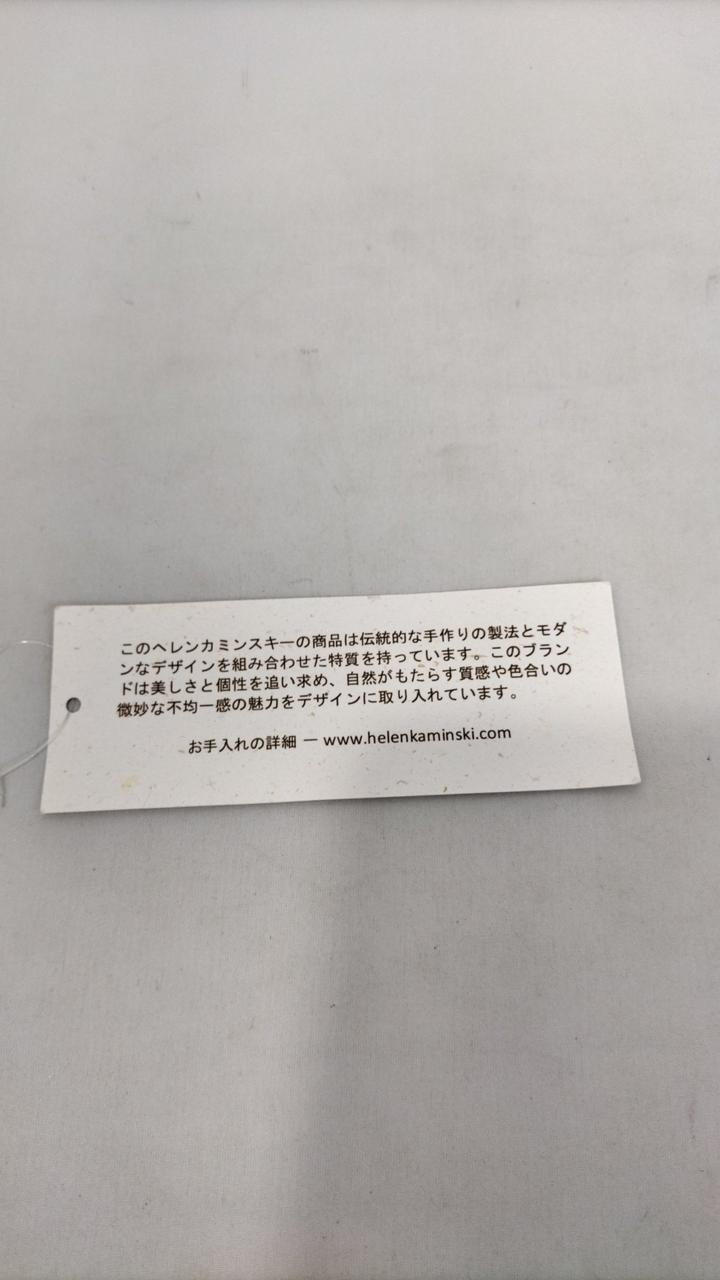 このヘレンカミンスキーの商品は伝統的な手作りの製法とモダ
ンなデザインを組み合わせた特質を持っています。このブラン
ドは美しさと個性を追い求め、自然がもたらす質感や色合いの
微妙な不均一感の魅力をデザインに取り入れています。
お手入れの詳細 — www.helenkaminski.com